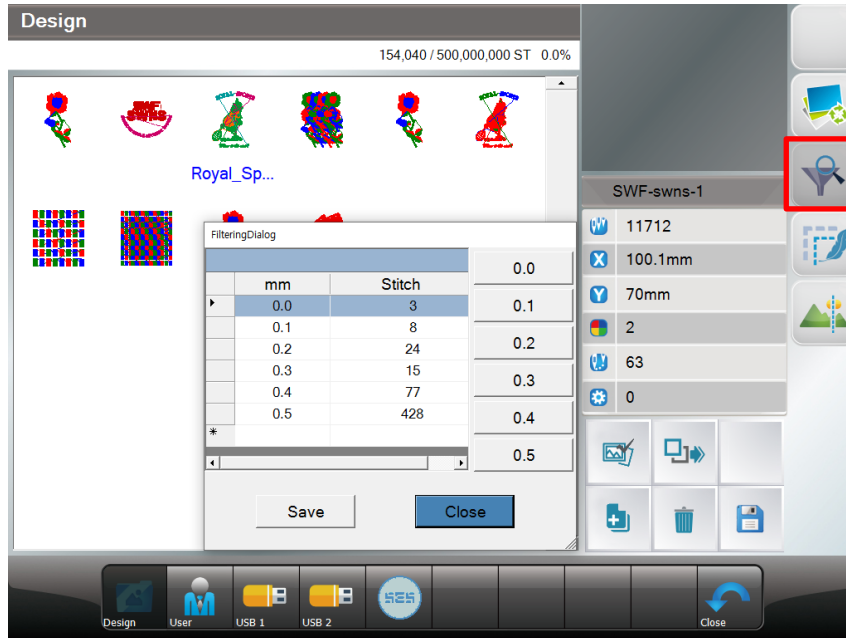 Design
154,040 / 500,000,000 ST 0.0%
SWF
SWNS
Royal_Sp...
SWF-swns-1
11712
X 100.1mm
Y 70mm
2
63
0
FilteringDialog
mm Stitch
0.0 3
0.1 8
0.2 24
0.3 15
0.4 77
0.5 428
*
0.0
0.1
0.2
0.3
0.4
0.5
Save Close
Design User USB 1 USB 2 SES Close